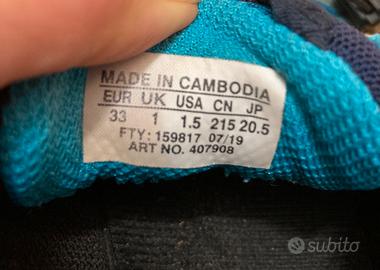 MADE IN CAMBODIA
EUR UK USA CN JP
33 1 1.5 215 20.5
FTY: 159817 07/19
ART NO. 407908
subito